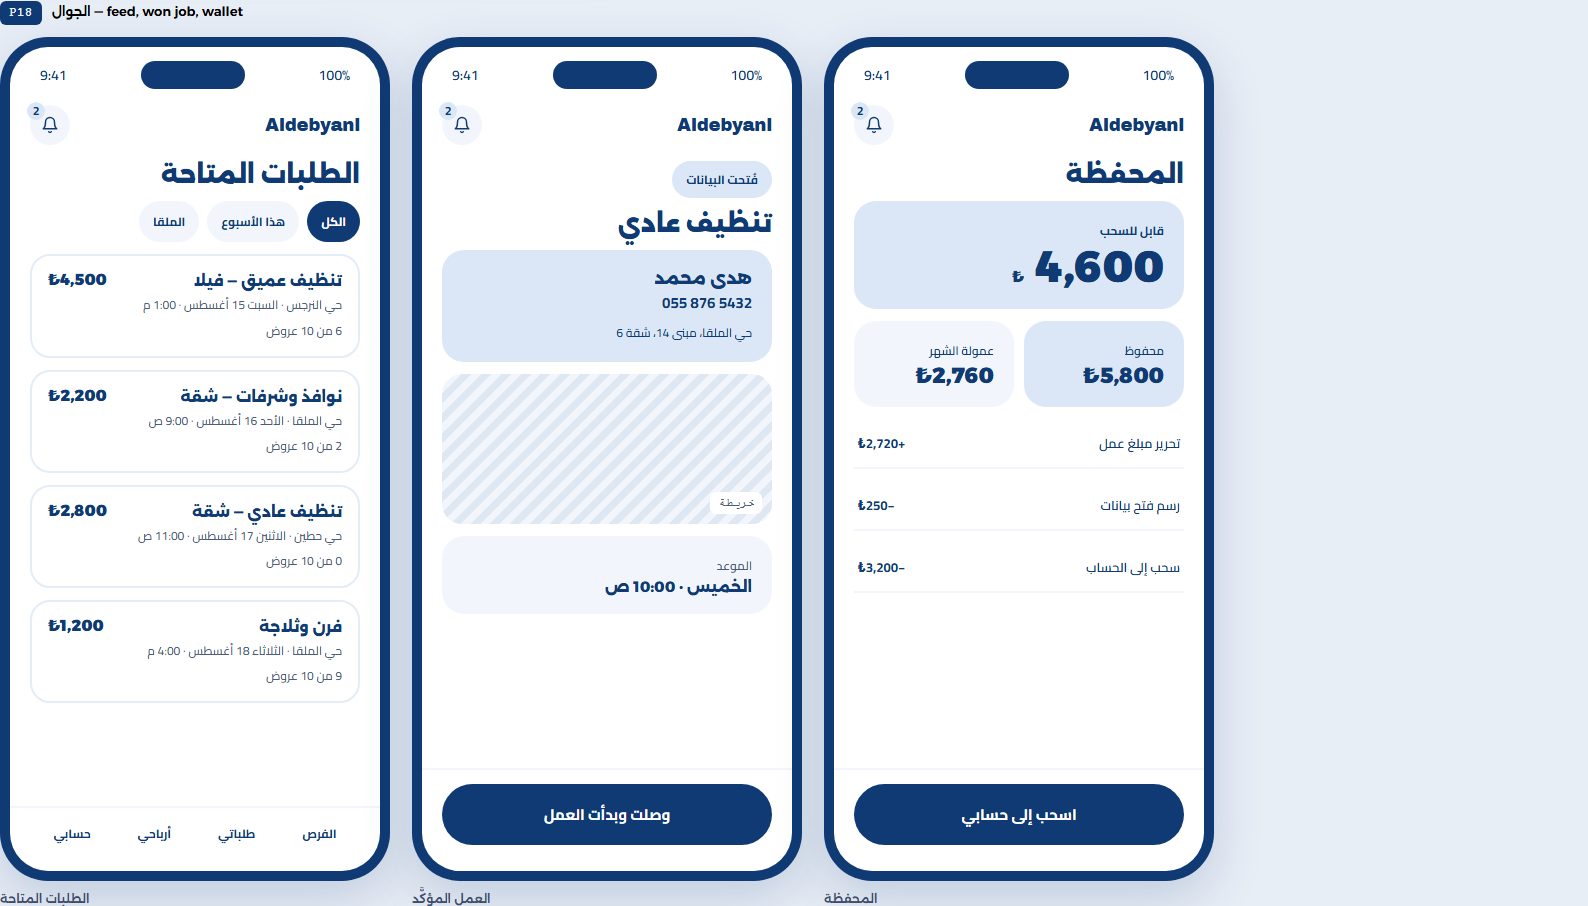 P18 الجوال — feed, won job, wallet
9:41 100%
2
Aldebyani
الطلبات المتاحة
الكل هذا الأسبوع الملقا
تنظيف عميق — فيلا ₺4,500
حي النرجس · السبت 15 أغسطس · 1:00 م
6 من 10 عروض
نوافذ وشرفات — شقة ₺2,200
حي الملقا · الأحد 16 أغسطس · 9:00 ص
2 من 10 عروض
تنظيف عادي — شقة ₺2,800
حي حطين · الاثنين 17 أغسطس · 11:00 ص
0 من 10 عروض
فرن وثلاجة ₺1,200
حي الملقا · الثلاثاء 18 أغسطس · 4:00 م
9 من 10 عروض
الفرص طلباتي أرباحي حسابي
الطلبات المتاحة
9:41 100%
2
Aldebyani
فُتحت البيانات
تنظيف عادي
هدى محمد
055 876 5432
حي الملقا، مبنى 14، شقة 6
خريطة
الموعد
الخميس · 10:00 ص
وصلت وبدأت العمل
العمل المؤكَّد
9:41 100%
2
Aldebyani
المحفظة
قابل للسحب
4,600 ₺
محفوظ
₺5,800
عمولة الشهر
₺2,760
تحرير مبلغ عمل ₺2,720+
رسم فتح بيانات ₺250−
سحب إلى الحساب ₺3,200−
اسحب إلى حسابي
المحفظة